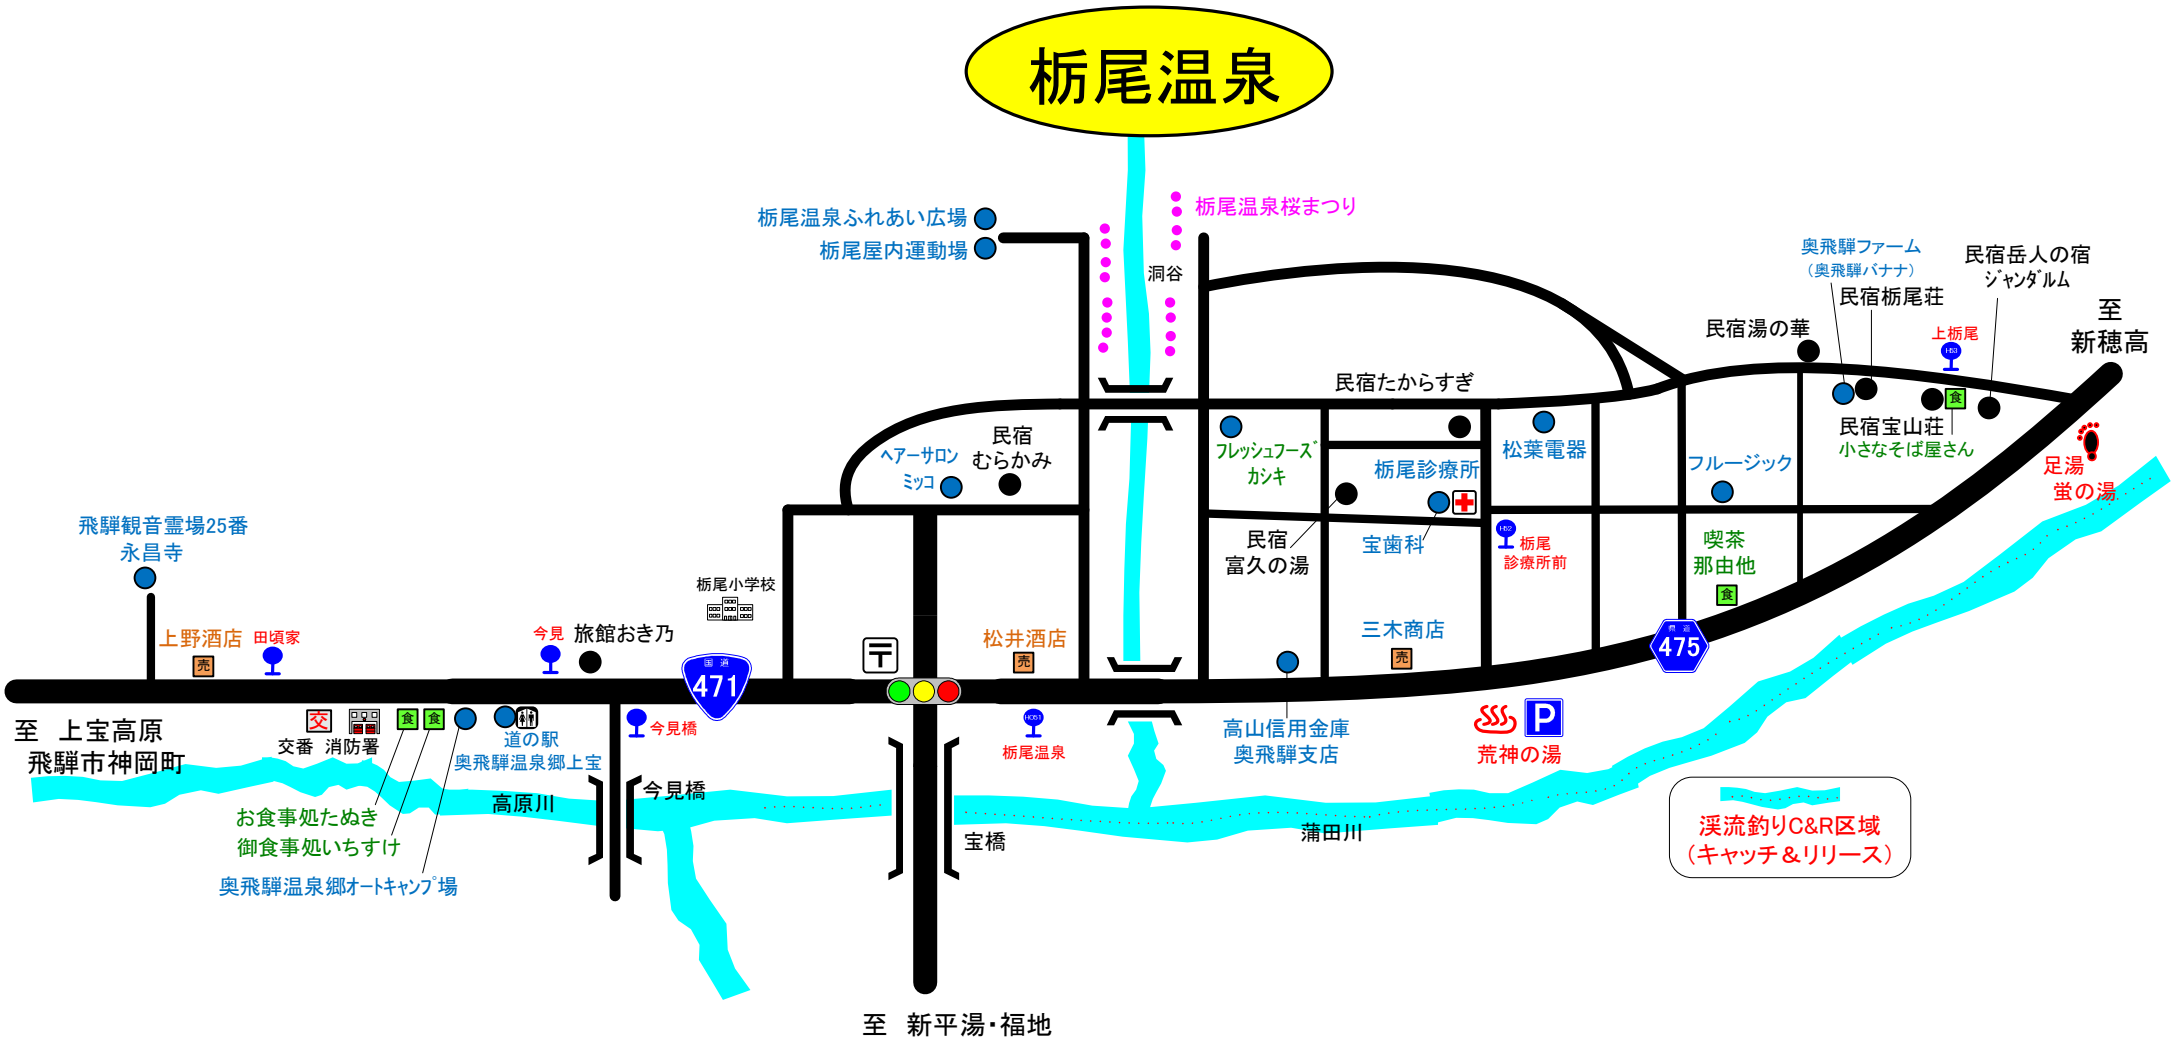 栃尾温泉
栃尾温泉ふれあい広場
栃尾屋内運動場
栃尾温泉桜まつり
洞谷
奥飛騨ファーム
（奥飛騨バナナ）
民宿岳人の宿
ジャンダルム
民宿栃尾荘
至
新穂高
民宿湯の華
上栃尾
H53
食
民宿宝山荘
小さなそば屋さん
足湯
蛍の湯
民宿たからすぎ
ヘアーサロン
ミッコ
民宿
むらかみ
フレッシュフーズ
カシキ
栃尾診療所
松葉電器
フルージック
民宿
富久の湯
宝歯科
H52
栃尾
診療所前
喫茶
那由他
食
飛騨観音霊場25番
永昌寺
上野酒店
売
田頃家
今見
旅館おき乃
栃尾小学校
国道
471
〒
松井酒店
売
三木商店
売
県道
475
至　上宝高原
飛騨市神岡町
交
交番
消防署
食
食
道の駅
奥飛騨温泉郷上宝
今見橋
HO51
栃尾温泉
高山信用金庫
奥飛騨支店
P
荒神の湯
お食事処たぬき
御食事処いちすけ
奥飛騨温泉郷オートキャンプ場
高原川
今見橋
宝橋
蒲田川
渓流釣りC&R区域
（キャッチ＆リリース）
至　新平湯・福地